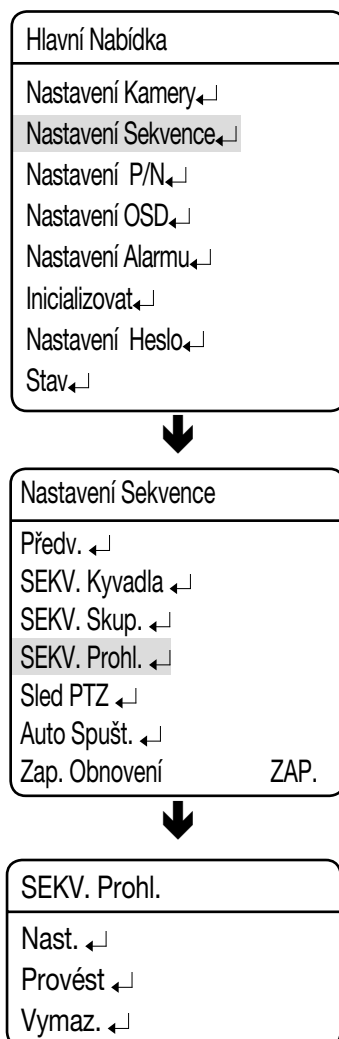 Hlavní Nabídka
Nastavení Kamery↵
Nastavení Sekvence↵
Nastavení P/N↵
Nastavení OSD↵
Nastavení Alarmu↵
Inicializovat↵
Nastavení Heslo↵
Stav↵
Nastavení Sekvence
Předv. ↵
SEKV. Kyvadla ↵
SEKV. Skup. ↵
SEKV. Prohl. ↵
Sled PTZ ↵
Auto Spušt. ↵
Zap. Obnovení ZAP.
SEKV. Prohl.
Nast. ↵
Provést ↵
Vymaz. ↵